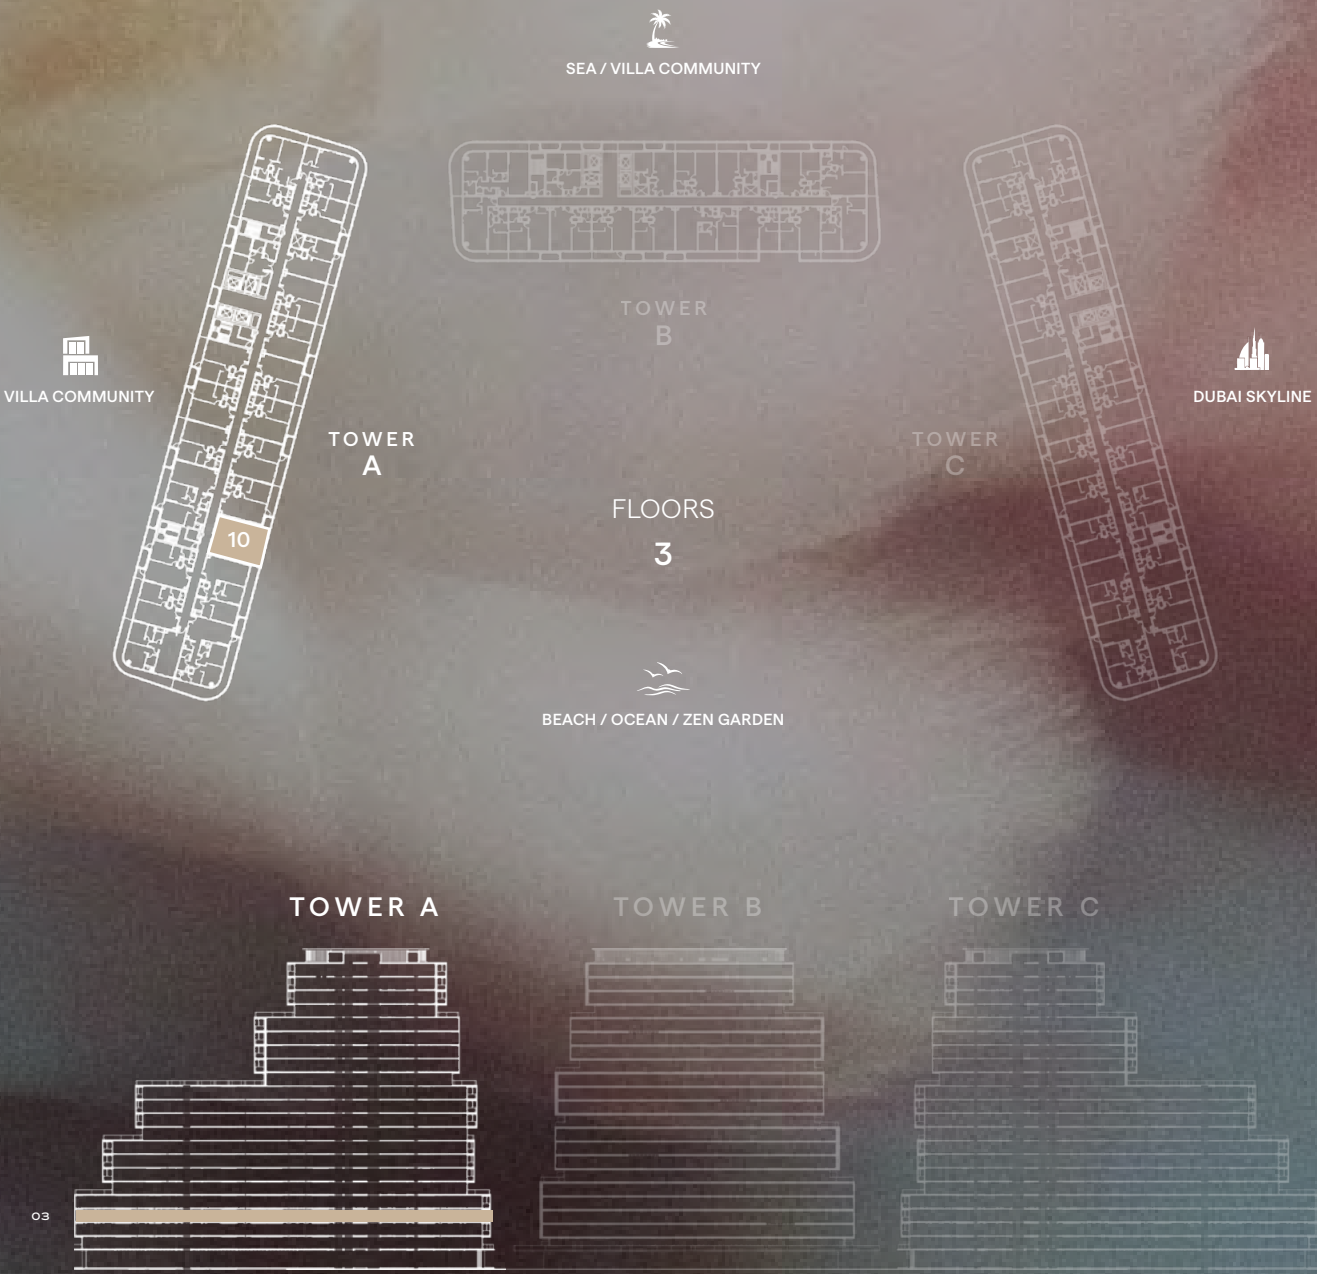 SEA / VILLA COMMUNITY
TOWER
B
VILLA COMMUNITY
DUBAI SKYLINE
TOWER
A
TOWER
C
FLOORS
3
10
BEACH / OCEAN / ZEN GARDEN
TOWER A
TOWER B
TOWER C
03